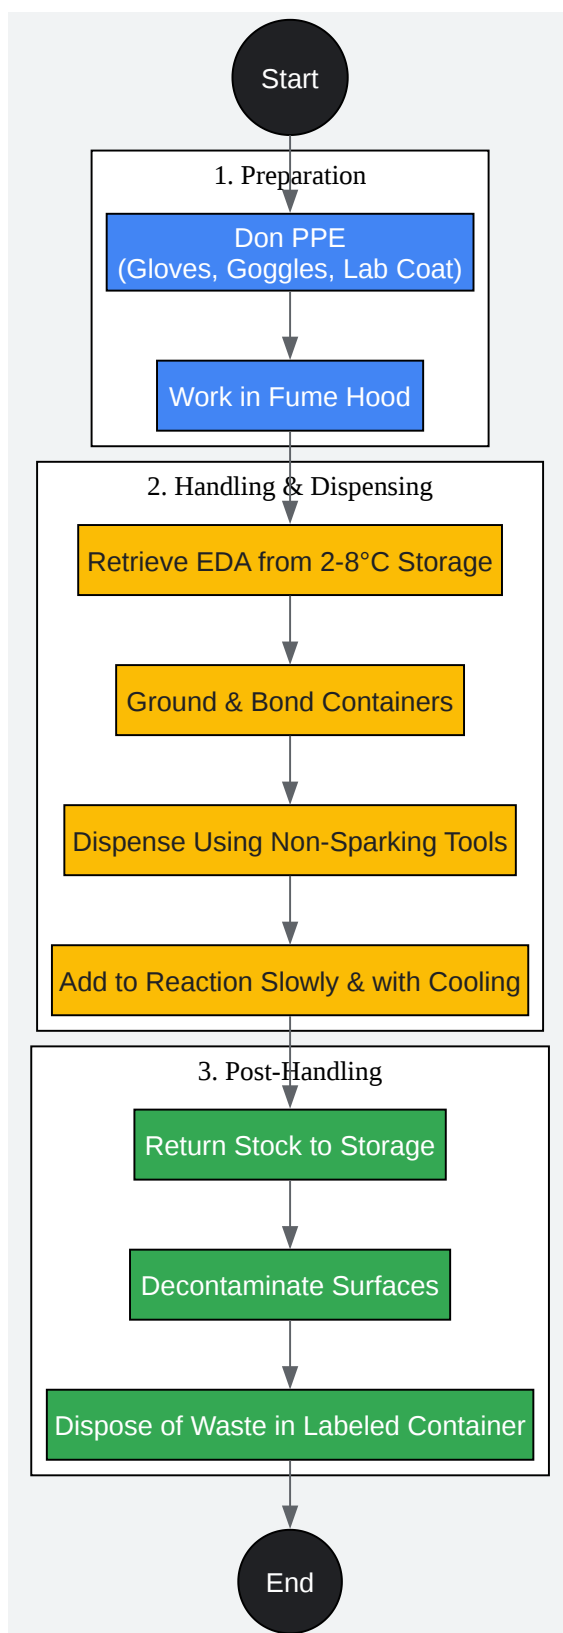 Start
1. Preparation
Don PPE
(Gloves, Goggles, Lab Coat)
Work in Fume Hood
2. Handling & Dispensing
Retrieve EDA from 2-8°C Storage
Ground & Bond Containers
Dispense Using Non-Sparking Tools
Add to Reaction Slowly & with Cooling
3. Post-Handling
Return Stock to Storage
Decontaminate Surfaces
Dispose of Waste in Labeled Container
End